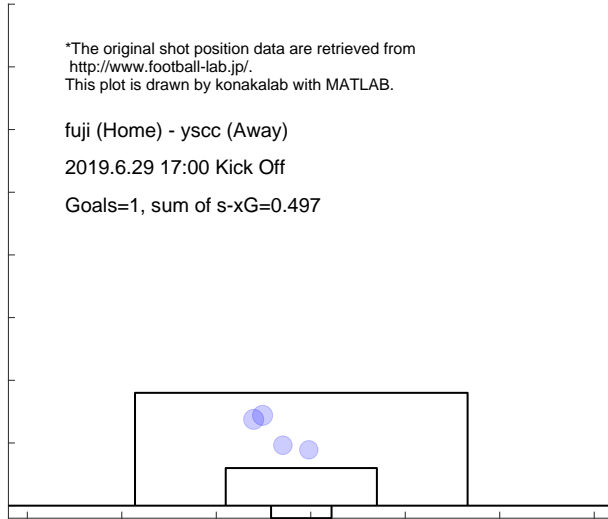 *The original shot position data are retrieved from
http://www.football-lab.jp/.
This plot is drawn by konakalab with MATLAB.
fuji (Home) - yscc (Away)
2019.6.29 17:00 Kick Off
Goals=1, sum of s-xG=0.497